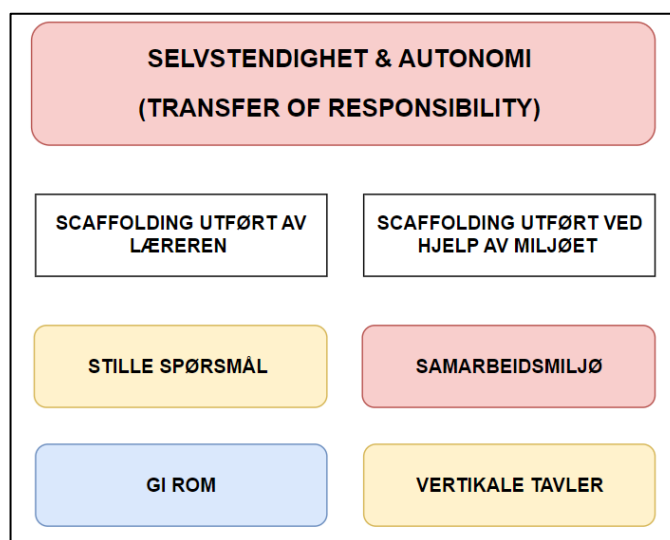 SELVSTENDIGHET & AUTONOMI
(TRANSFER OF RESPONSIBILITY)
SCAFFOLDING UTFØRT AV
LÆREREN
SCAFFOLDING UTFØRT VED
HJELP AV MILJØET
STILLE SPØRSMÅL
SAMARBEIDSMILJØ
GI ROM
VERTIKALE TAVLER